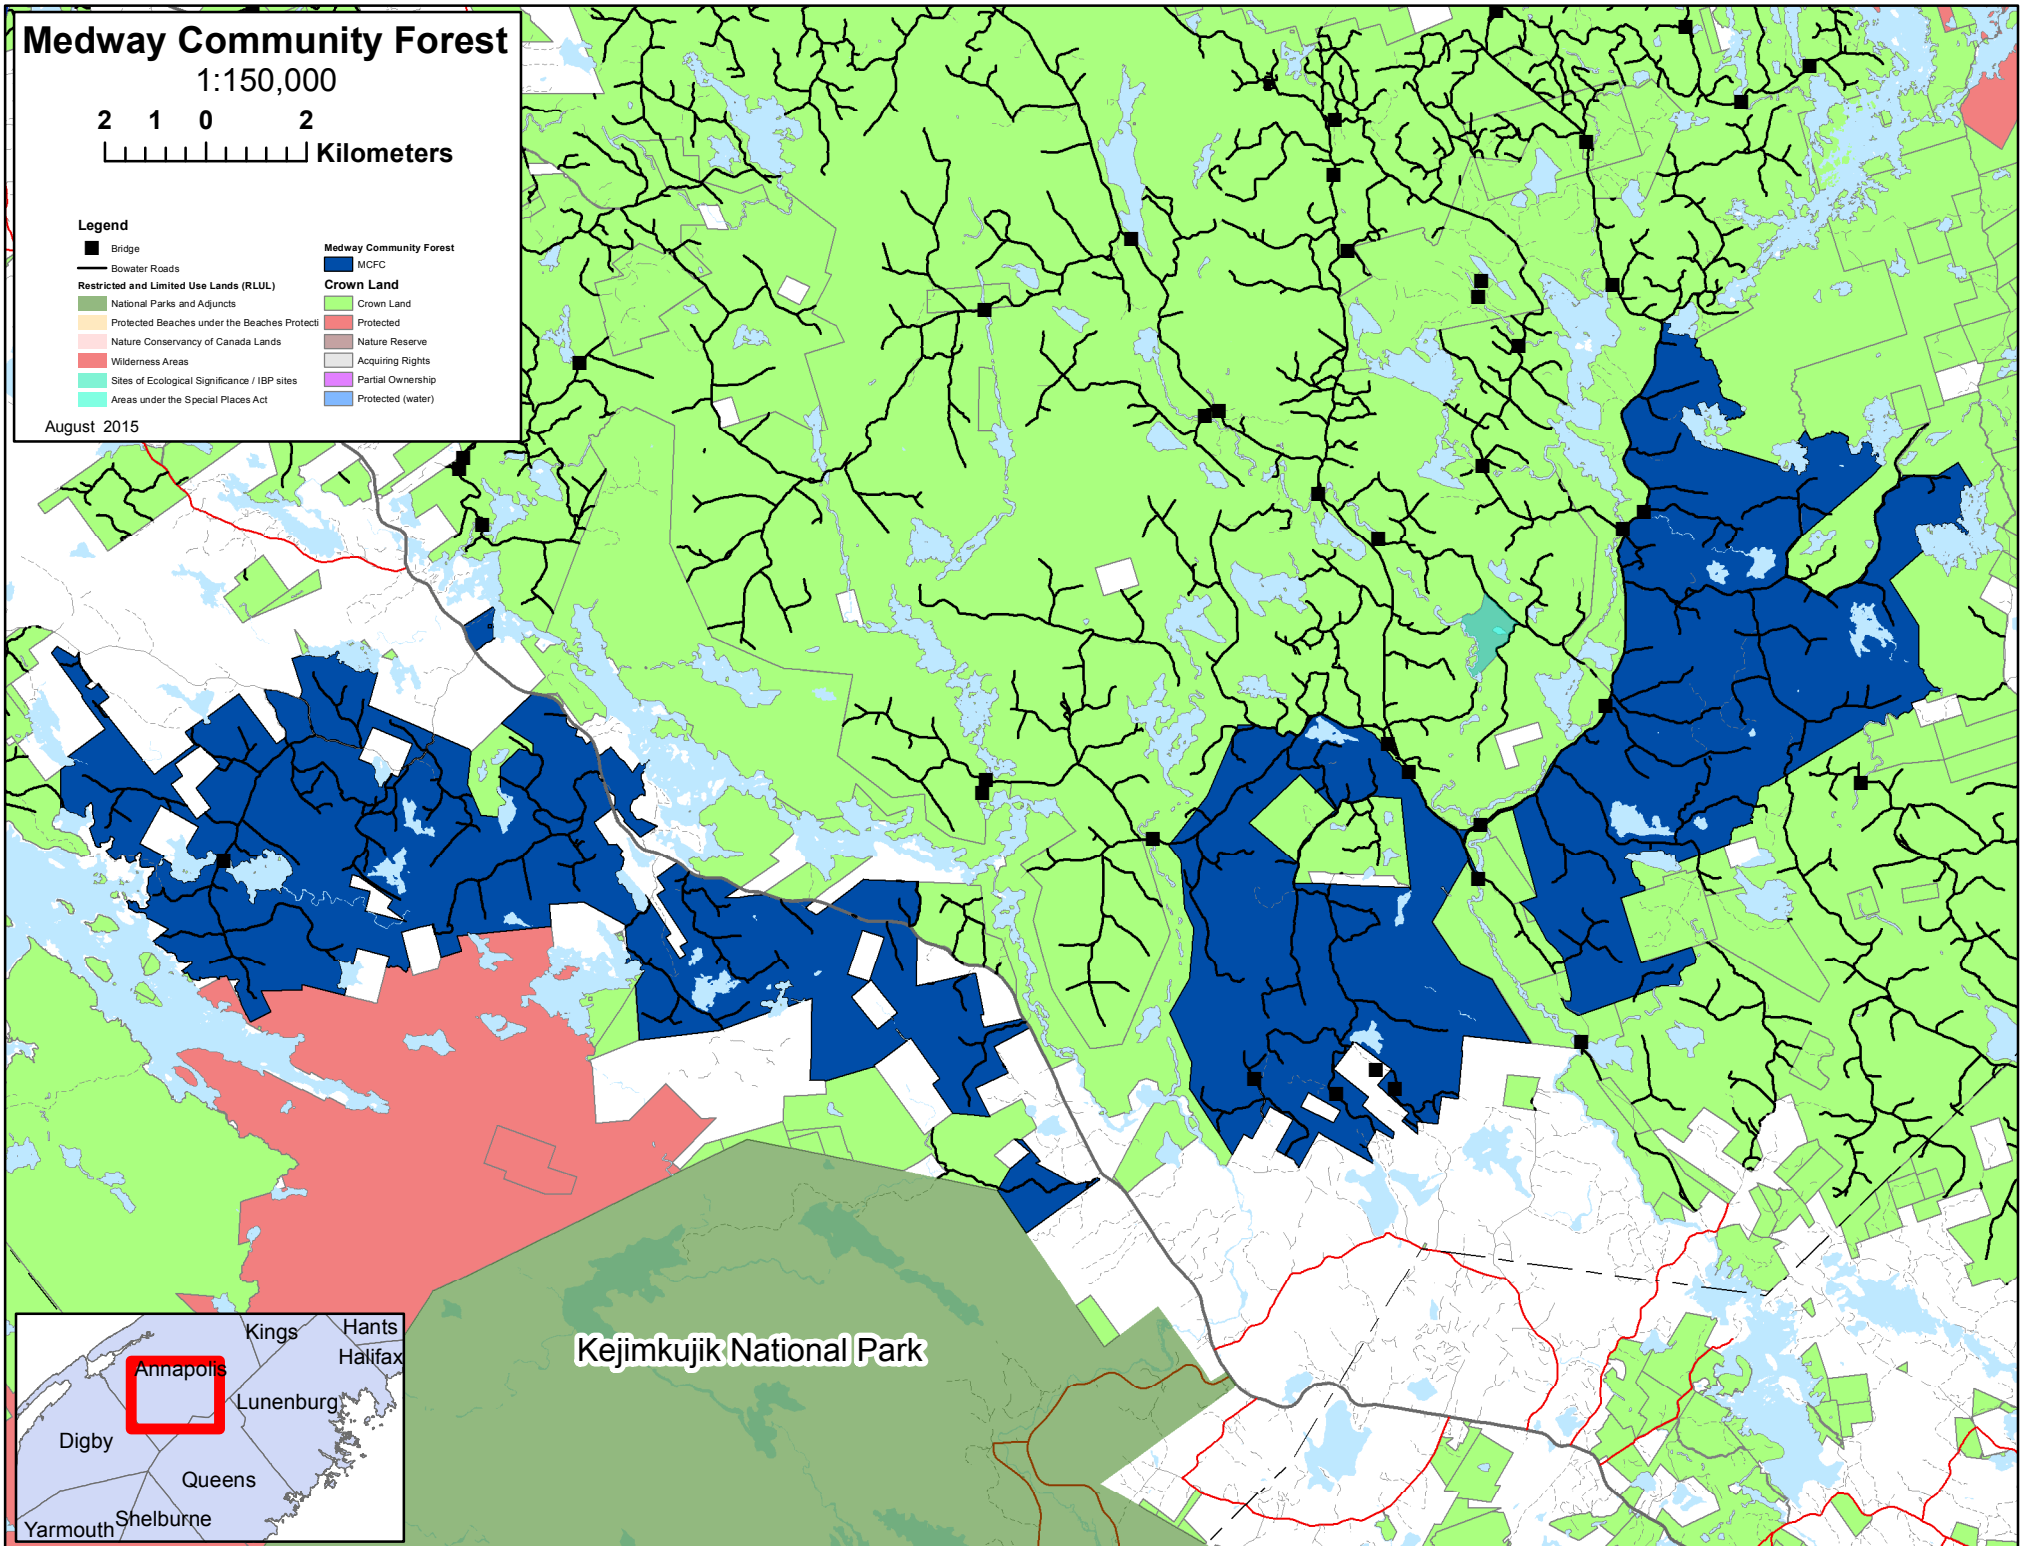 Medway Community Forest
1:150,000
2 1 0 2
Kilometers
Legend
Bridge
Bowater Roads
Restricted and Limited Use Lands (RLUL)
National Parks and Adjuncts
Protected Beaches under the Beaches Protecti
Nature Conservancy of Canada Lands
Wilderness Areas
Sites of Ecological Significance / IBP sites
Areas under the Special Places Act
Medway Community Forest
MCFC
Crown Land
Crown Land
Protected
Nature Reserve
Acquiring Rights
Partial Ownership
Protected (water)
August 2015
Kejimkujik National Park
Kings
Hants
Halifax
Annapolis
Lunenburg
Digby
Queens
Shelburne
Yarmouth